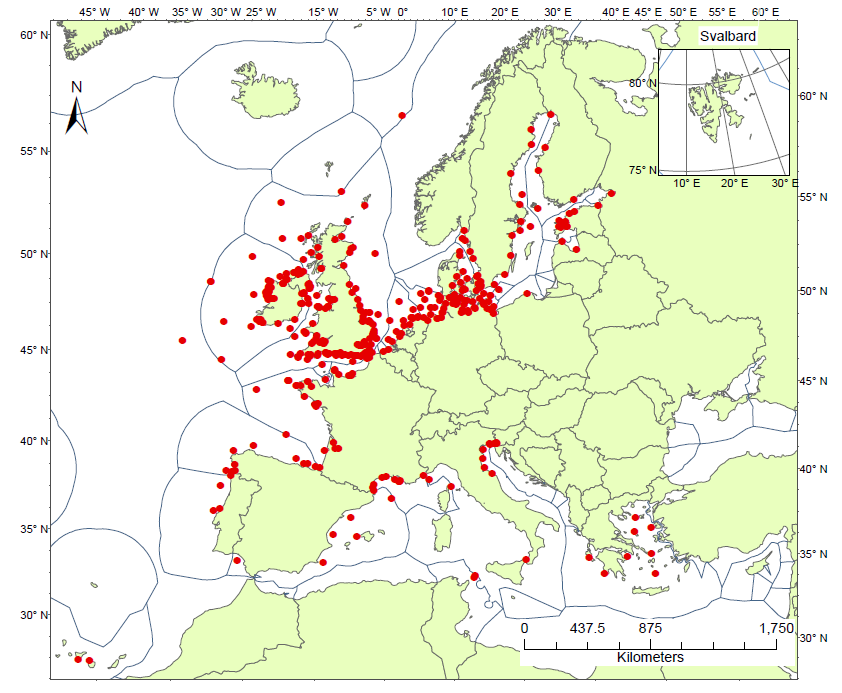 45° W 40° W 35° W 30° W 25° W 15° W 5° W 0° 10° E 20° E 30° E 40° E 45° E 50° E 55° E 60° E
60° N
Svalbard
80° N
75° N
10° E 20° E 30° E
N
60° N
55° N
55° N
50° N
50° N
45° N
45° N
40° N
40° N
35° N
35° N
30° N
30° N
0 437.5 875 1,750
Kilometers